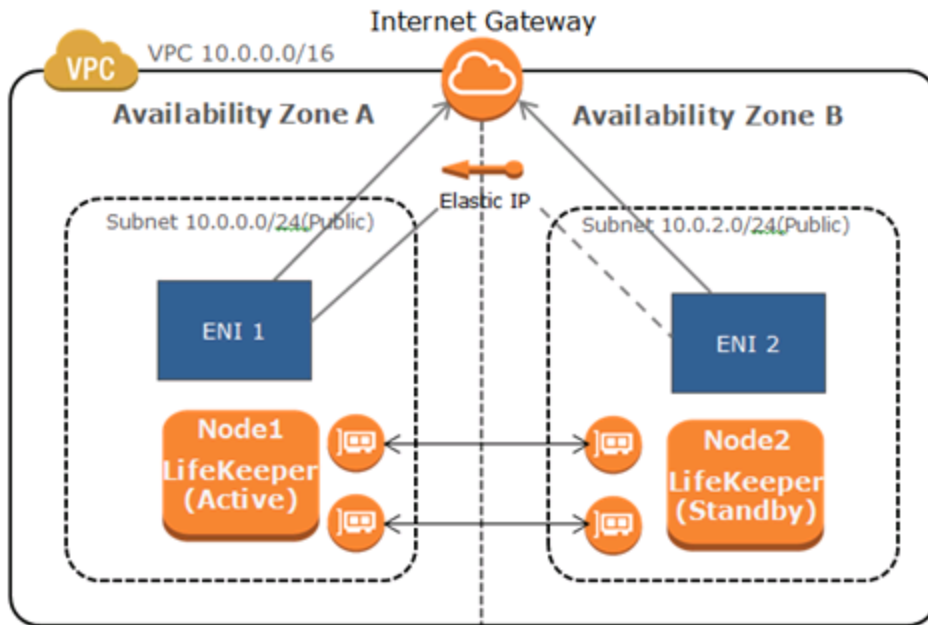 Internet Gateway
VPC
VPC 10.0.0.0/16
Availability Zone A
Availability Zone B
Elastic IP
Subnet 10.0.0.0/24(Public)
Subnet 10.0.2.0/24(Public)
ENI 1
ENI 2
Node1
LifeKeeper
(Active)
Node2
LifeKeeper
(Standby)